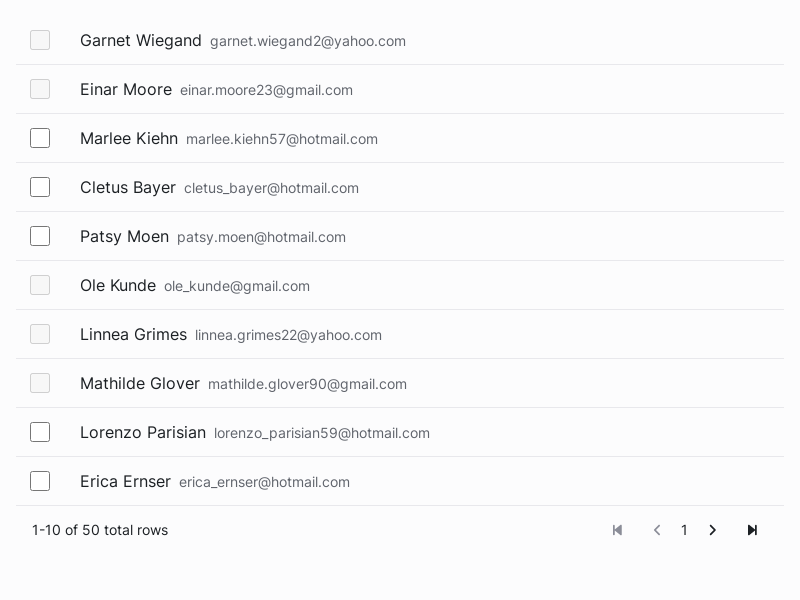 Garnet Wiegand garnet.wiegand2@yahoo.com
Einar Moore einar.moore23@gmail.com
Marlee Kiehn marlee.kiehn57@hotmail.com
Cletus Bayer cletus_bayer@hotmail.com
Patsy Moen patsy.moen@hotmail.com
Ole Kunde ole_kunde@gmail.com
Linnea Grimes linnea.grimes22@yahoo.com
Mathilde Glover mathilde.glover90@gmail.com
Lorenzo Parisian lorenzo_parisian59@hotmail.com
Erica Ernser erica_ernser@hotmail.com
1-10 of 50 total rows 1